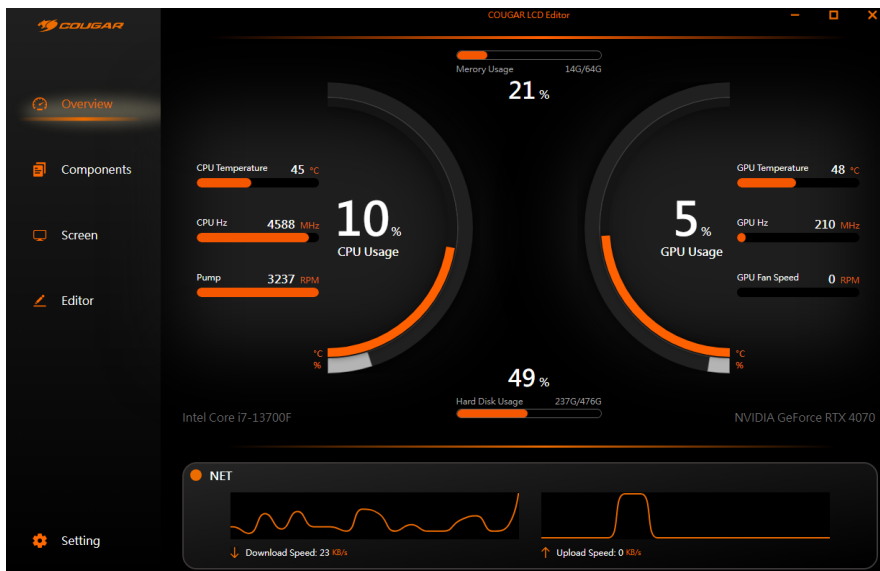 COUGAR
COUGAR LCD Editor
Overview
Components
Screen
Editor
Setting
Merory Usage 14G/64G
21 %
CPU Temperature 45 °C
CPU Hz 4588 MHz
Pump 3237 RPM
10 %
CPU Usage
°C
%
Intel Core i7-13700F
5 %
GPU Usage
GPU Temperature 48 °C
GPU Hz 210 MHz
GPU Fan Speed 0 RPM
°C
%
NVIDIA GeForce RTX 4070
49 %
Hard Disk Usage 237G/476G
NET
Download Speed: 23 KB/s
Upload Speed: 0 KB/s